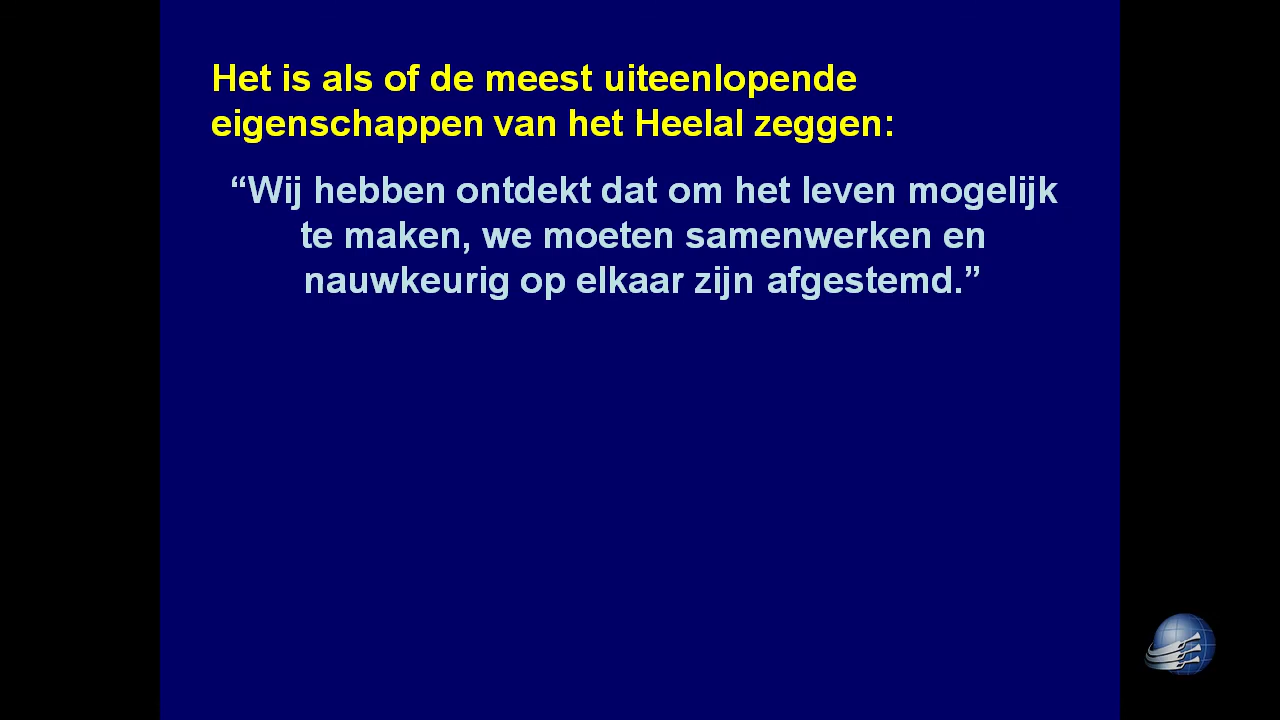 Het is als of de meest uiteenlopende
eigenschappen van het Heelal zeggen:
“Wij hebben ontdekt dat om het leven mogelijk
te maken, we moeten samenwerken en
nauwkeurig op elkaar zijn afgestemd.”